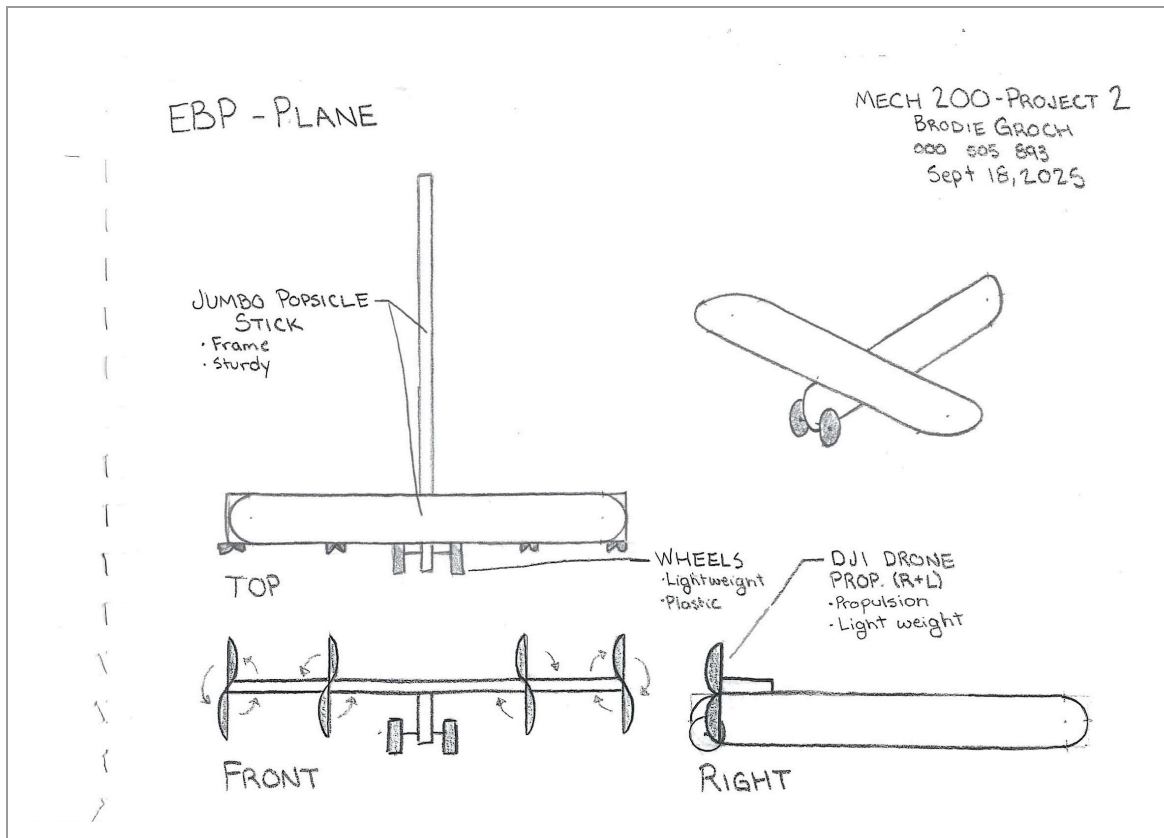 EBP - PLANE
MECH 200-PROJECT 2
BRODIE GROCH
000 505 893
Sept 18, 2025
JUMBO POPSICLE
STICK
· Frame
· Sturdy
TOP
WHEELS
·Lightweight
·Plastic
DJI DRONE
PROP. (R+L)
·Propulsion
·Light weight
FRONT
RIGHT